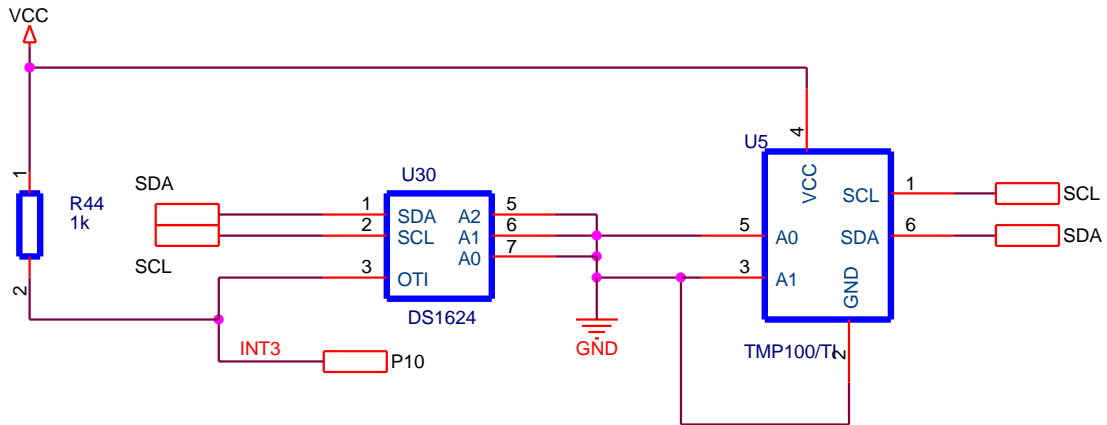 VCC
U5
4
VCC
U30
1
R44
1k
SDA
1
SDA
A2
5
SCL
1
SCL
2
SCL
A1
6
5
A0
SDA
6
SDA
A0
7
SCL
3
OTI
3
A1
GND
2
DS1624
INT3
P10
GND
TMP100/TI
2